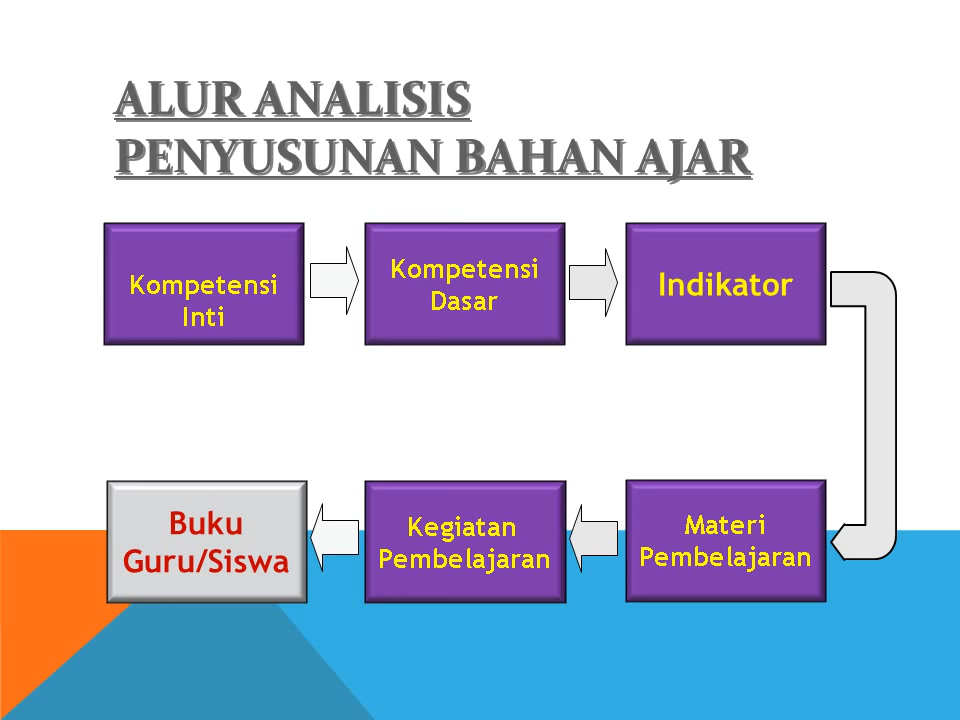 ALUR ANALISIS
PENYUSUNAN BAHAN AJAR
Kompetensi
Inti
Kompetensi
Dasar
Indikator
Materi
Pembelajaran
Kegiatan
Pembelajaran
Buku
Guru/Siswa